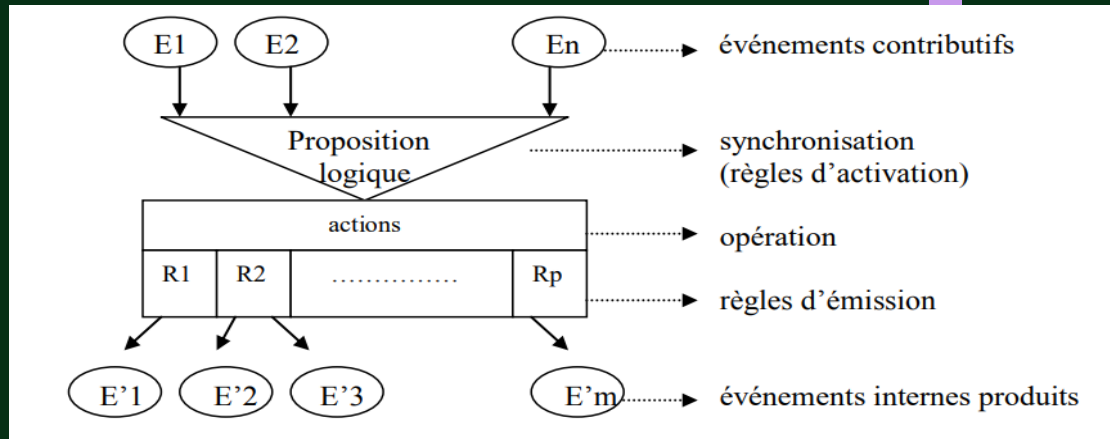 E1 E2 En événements contributifs
Proposition
logique
synchronisation
(règles d'activation)
actions
opération
R1 R2 ............... Rp
règles d'émission
E'1 E'2 E'3 E'm événements internes produits